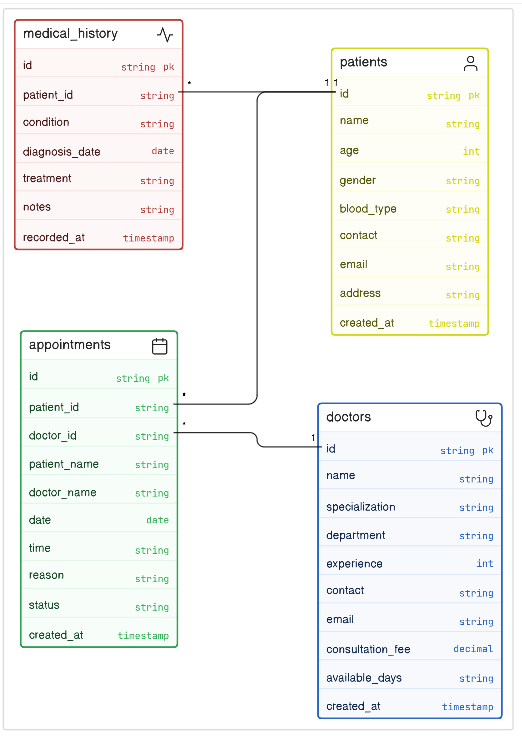 medical_history
id string pk
patient_id string
condition string
diagnosis_date date
treatment string
notes string
recorded_at timestamp
*
1 1
patients
id string pk
name string
age int
gender string
blood_type string
contact string
email string
address string
created_at timestamp
appointments
id string pk
patient_id string
doctor_id string
patient_name string
doctor_name string
date date
time string
reason string
status string
created_at timestamp
*
*
1
doctors
id string pk
name string
specialization string
department string
experience int
contact string
email string
consultation_fee decimal
available_days string
created_at timestamp